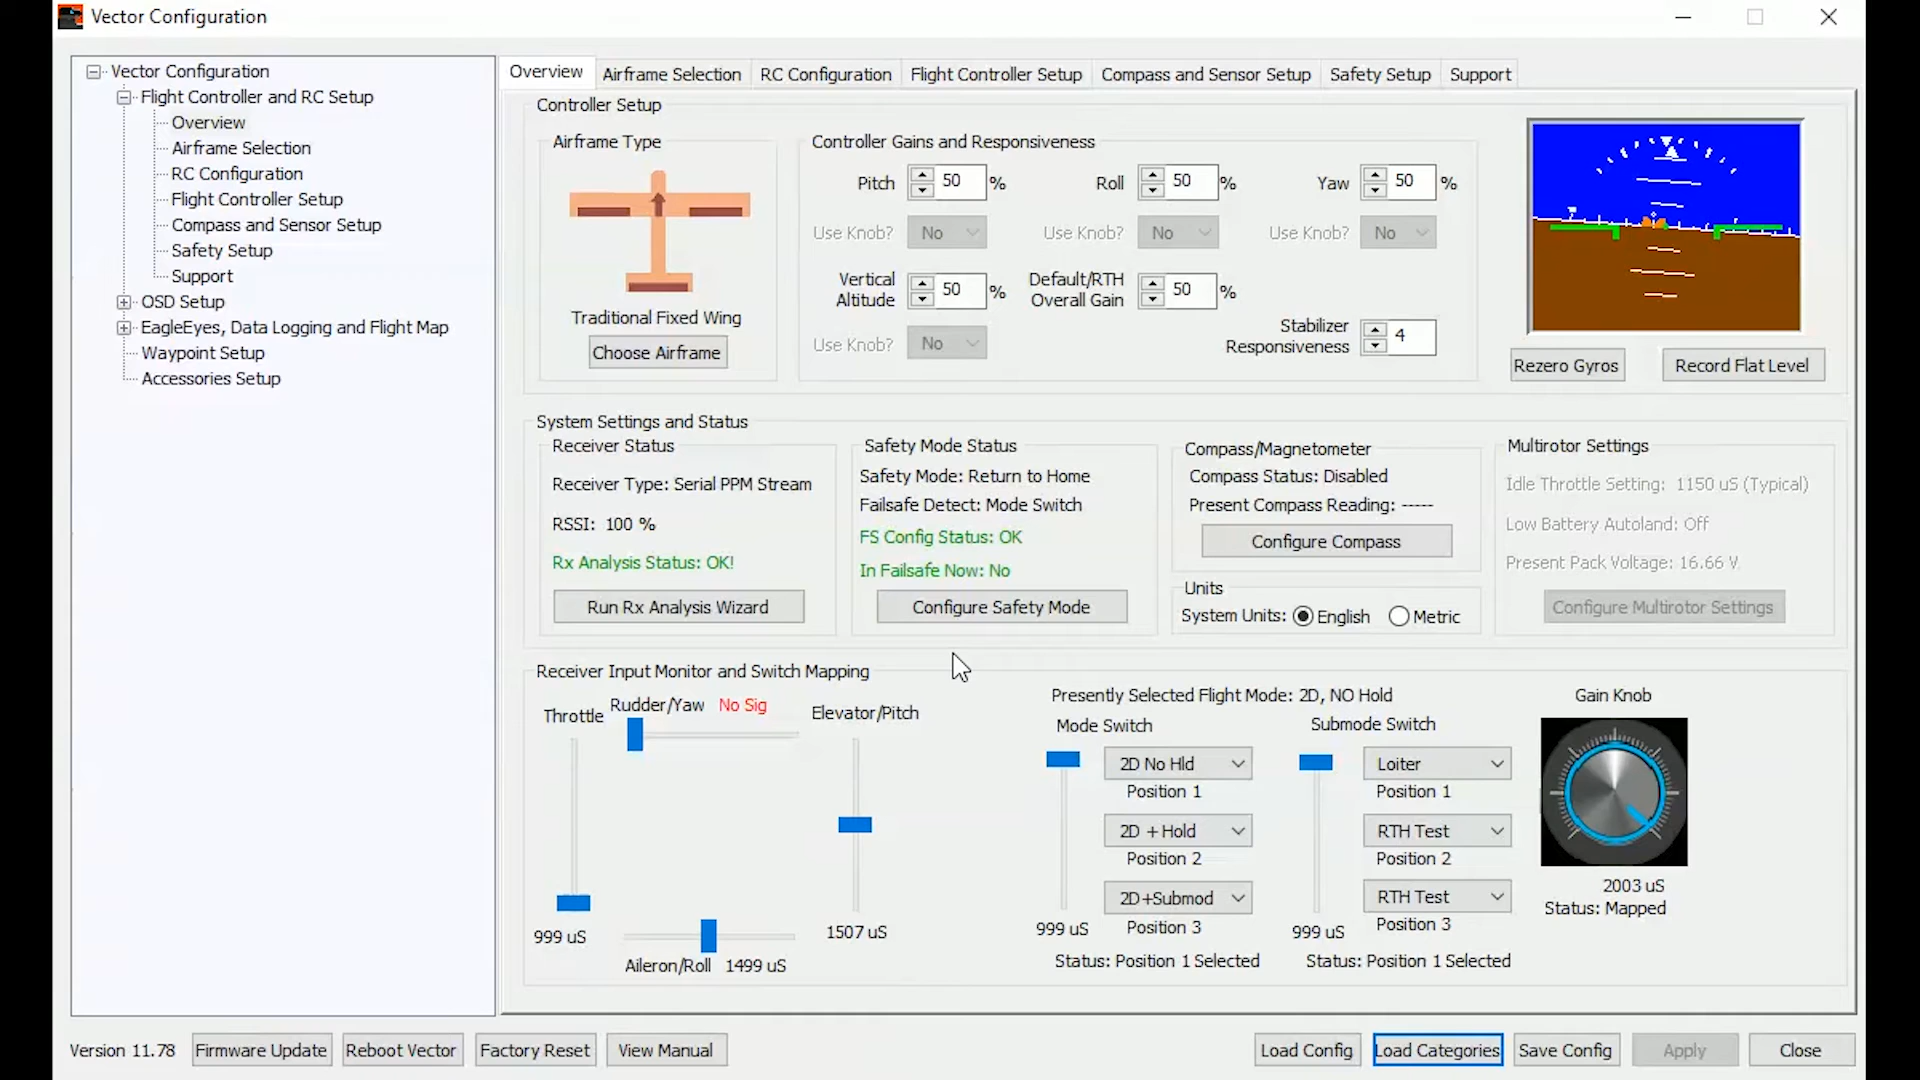 Vector Configuration
Vector Configuration
Flight Controller and RC Setup
Overview
Airframe Selection
RC Configuration
Flight Controller Setup
Compass and Sensor Setup
Safety Setup
Support
OSD Setup
EagleEyes, Data Logging and Flight Map
Waypoint Setup
Accessories Setup
Overview Airframe Selection RC Configuration Flight Controller Setup Compass and Sensor Setup Safety Setup Support
Controller Setup
Airframe Type
Traditional Fixed Wing
Choose Airframe
Controller Gains and Responsiveness
Pitch 50 % Roll 50 % Yaw 50 %
Use Knob? No Use Knob? No Use Knob? No
Vertical Altitude 50 % Default/RTH Overall Gain 50 %
Use Knob? No
Stabilizer Responsiveness 4
Rezero Gyros Record Flat Level
System Settings and Status
Receiver Status
Receiver Type: Serial PPM Stream
RSSI: 100 %
Rx Analysis Status: OK!
Run Rx Analysis Wizard
Safety Mode Status
Safety Mode: Return to Home
Failsafe Detect: Mode Switch
FS Config Status: OK
In Failsafe Now: No
Configure Safety Mode
Compass/Magnetometer
Compass Status: Disabled
Present Compass Reading: -----
Configure Compass
Units
System Units: English Metric
Multirotor Settings
Idle Throttle Setting: 1150 uS (Typical)
Low Battery Autoland: Off
Present Pack Voltage: 16.66 V
Configure Multirotor Settings
Receiver Input Monitor and Switch Mapping
Throttle
999 uS
Rudder/Yaw No Sig
Aileron/Roll 1499 uS
Elevator/Pitch
1507 uS
Presently Selected Flight Mode: 2D, NO Hold
Mode Switch
2D No Hld
Position 1
2D + Hold
Position 2
2D+Submod
Position 3
999 uS
Status: Position 1 Selected
Submode Switch
Loiter
Position 1
RTH Test
Position 2
RTH Test
Position 3
999 uS
Status: Position 1 Selected
Gain Knob
2003 uS
Status: Mapped
Version 11.78 Firmware Update Reboot Vector Factory Reset View Manual Load Config Load Categories Save Config Apply Close